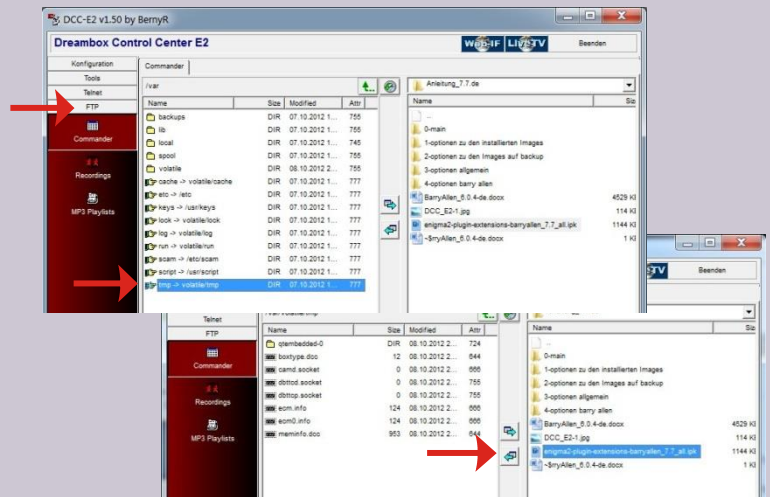 DCC-E2 v1.50 by BernyR
Dreambox Control Center E2
Web-IF LIVE TV Beenden
Konfiguration
Tools
Telnet
FTP
Commander
Recordings
MP3 Playlists
Commander
/var
Name Size Modified Attr
backups DIR 07.10.2012 1... 755
lib DIR 07.10.2012 1... 755
local DIR 07.10.2012 1... 745
spool DIR 07.10.2012 1... 755
volatile DIR 08.10.2012 2... 755
cache -> volatile/cache DIR 07.10.2012 1... 777
etc -> /etc DIR 07.10.2012 1... 777
keys -> /usr/keys DIR 07.10.2012 1... 777
lock -> volatile/lock DIR 07.10.2012 1... 777
log -> volatile/log DIR 07.10.2012 1... 777
run -> volatile/run DIR 07.10.2012 1... 777
scam -> /etc/scam DIR 07.10.2012 1... 777
script -> /usr/script DIR 07.10.2012 1... 777
tmp -> volatile/tmp DIR 07.10.2012 1... 777
Anleitung_7.7.de
Name Siz
..
0-main
1-optionen zu den installierten Images
2-optionen zu den Images auf backup
3-optionen allgemein
4-optionen barry allen
BarryAllen_6.0.4-de.docx 4529 KI
DCC_E2-1.jpg 114 KI
enigma2-plugin-extensions-barryallen_7.7_all.ipk 1144 KI
~$rryAllen_6.0.4-de.docx 1 KI
TV Beenden
Telnet
FTP
Commander
Recordings
MP3 Playlists
Name Size Modified Attr
qtembedded-0 DIR 08.10.2012 2... 724
boxtype.doc 12 08.10.2012 2... 644
camd.socket 0 08.10.2012 2... 666
dbttcd.socket 0 08.10.2012 2... 755
dbttcp.socket 0 08.10.2012 2... 755
ecm.info 124 08.10.2012 2... 666
ecm0.info 124 08.10.2012 2... 666
meminfo.doc 953 08.10.2012 2... 644
Name Siz
..
0-main
1-optionen zu den installierten Images
2-optionen zu den Images auf backup
3-optionen allgemein
4-optionen barry allen
BarryAllen_6.0.4-de.docx 4529 KI
DCC_E2-1.jpg 114 KI
enigma2-plugin-extensions-barryallen_7.7_all.ipk 1144 KI
~$rryAllen_6.0.4-de.docx 1 KI